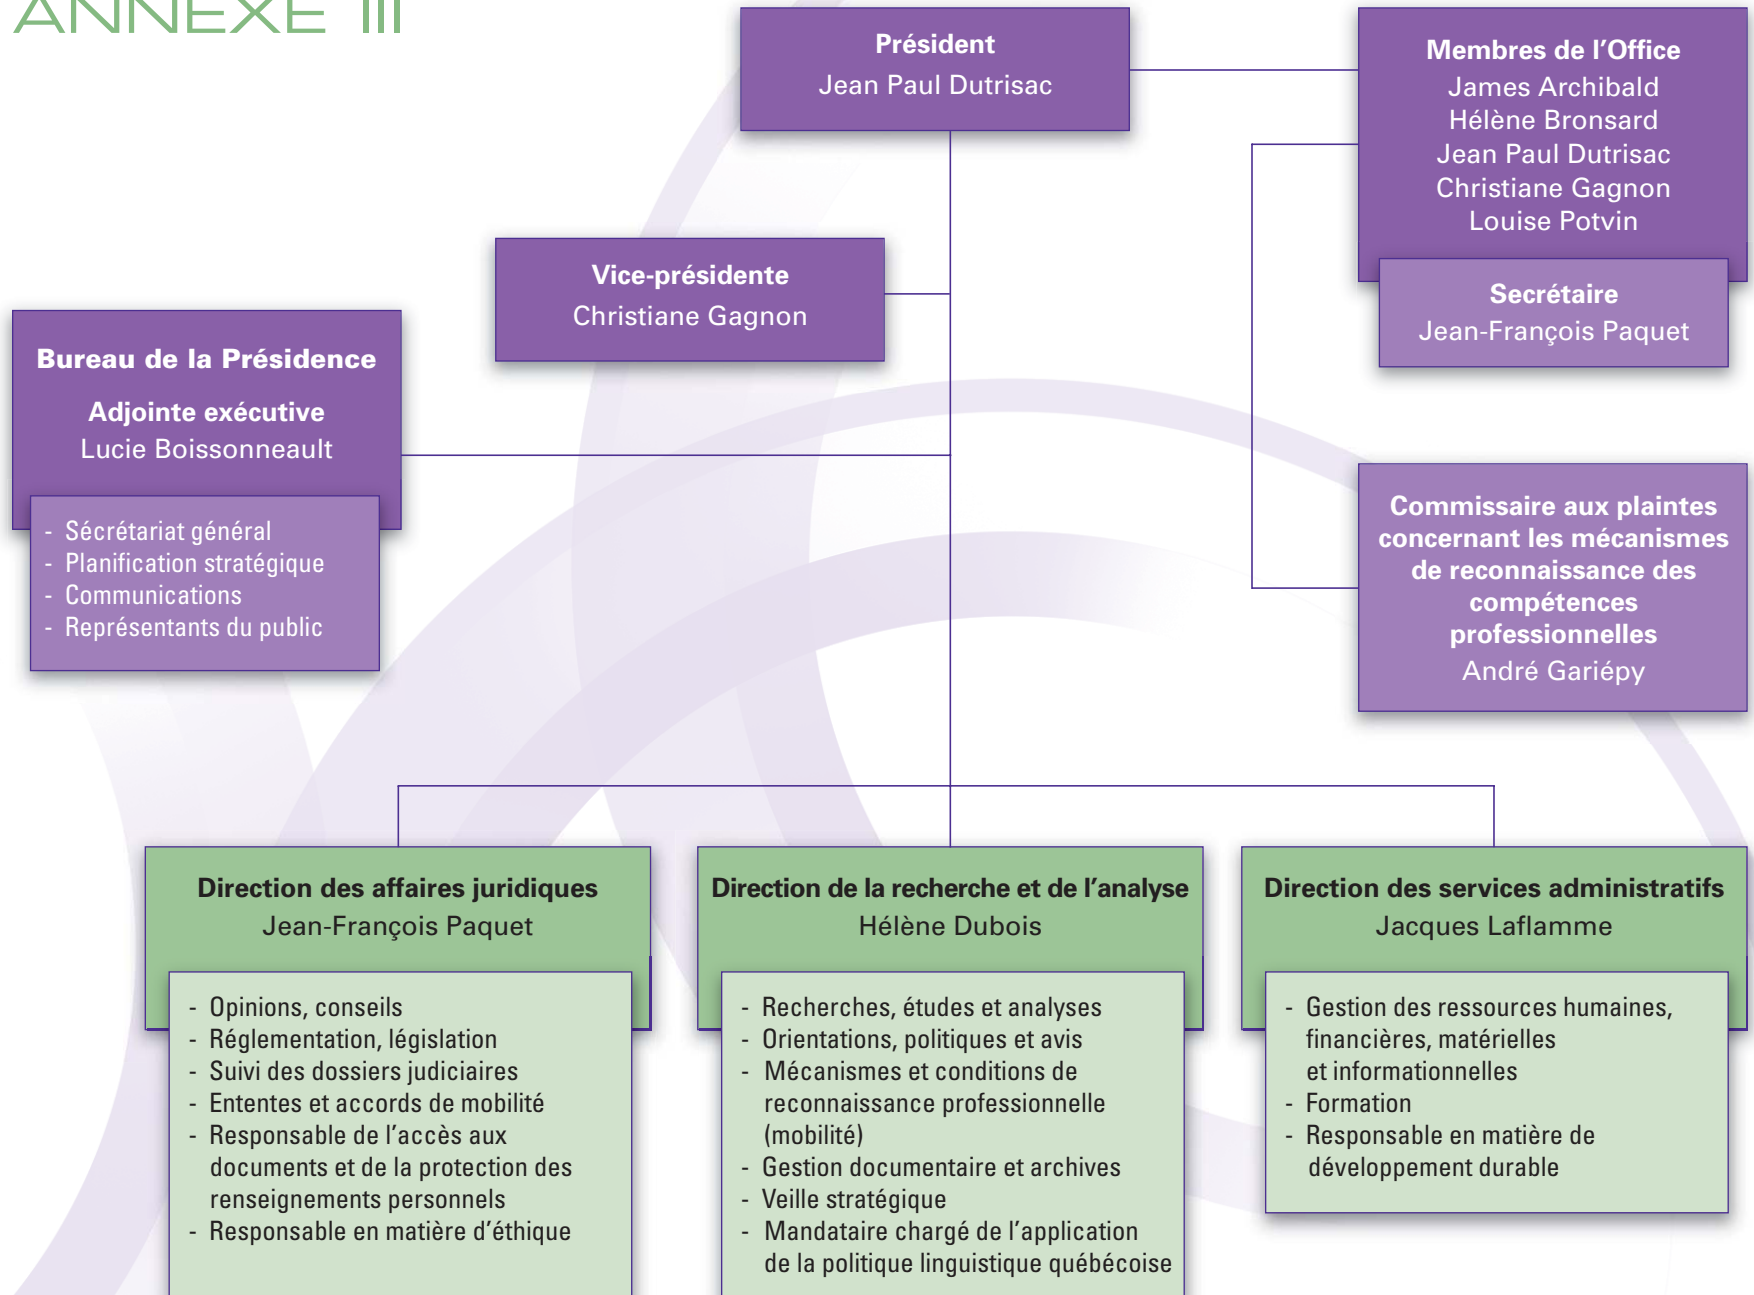 ANNEXE III
Président
Jean Paul Dutrisac
Membres de l’Office
James Archibald
Hélène Bronsard
Jean Paul Dutrisac
Christiane Gagnon
Louise Potvin
Secrétaire
Jean-François Paquet
Vice-présidente
Christiane Gagnon
Bureau de la Présidence
Adjointe exécutive
Lucie Boissonneault
- Sécrétariat général
- Planification stratégique
- Communications
- Représentants du public
Commissaire aux plaintes
concernant les mécanismes
de reconnaissance des
compétences
professionnelles
André Gariépy
Direction des affaires juridiques
Jean-François Paquet
- Opinions, conseils
- Réglementation, législation
- Suivi des dossiers judiciaires
- Ententes et accords de mobilité
- Responsable de l’accès aux
documents et de la protection des
renseignements personnels
- Responsable en matière d’éthique
Direction de la recherche et de l’analyse
Hélène Dubois
- Recherches, études et analyses
- Orientations, politiques et avis
- Mécanismes et conditions de
reconnaissance professionnelle
(mobilité)
- Gestion documentaire et archives
- Veille stratégique
- Mandataire chargé de l’application
de la politique linguistique québécoise
Direction des services administratifs
Jacques Laflamme
- Gestion des ressources humaines,
financières, matérielles
et informationnelles
- Formation
- Responsable en matière de
développement durable